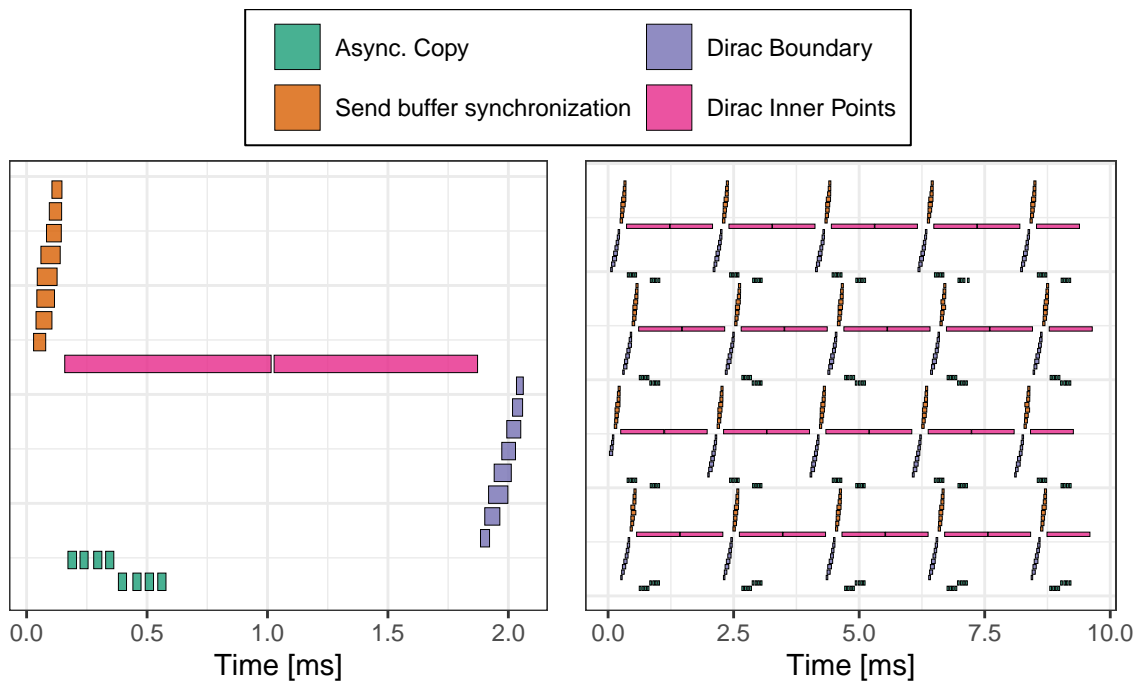 Async. Copy
Dirac Boundary
Send buffer synchronization
Dirac Inner Points
0.0 0.5 1.0 1.5 2.0
Time [ms]
0.0 2.5 5.0 7.5 10.0
Time [ms]